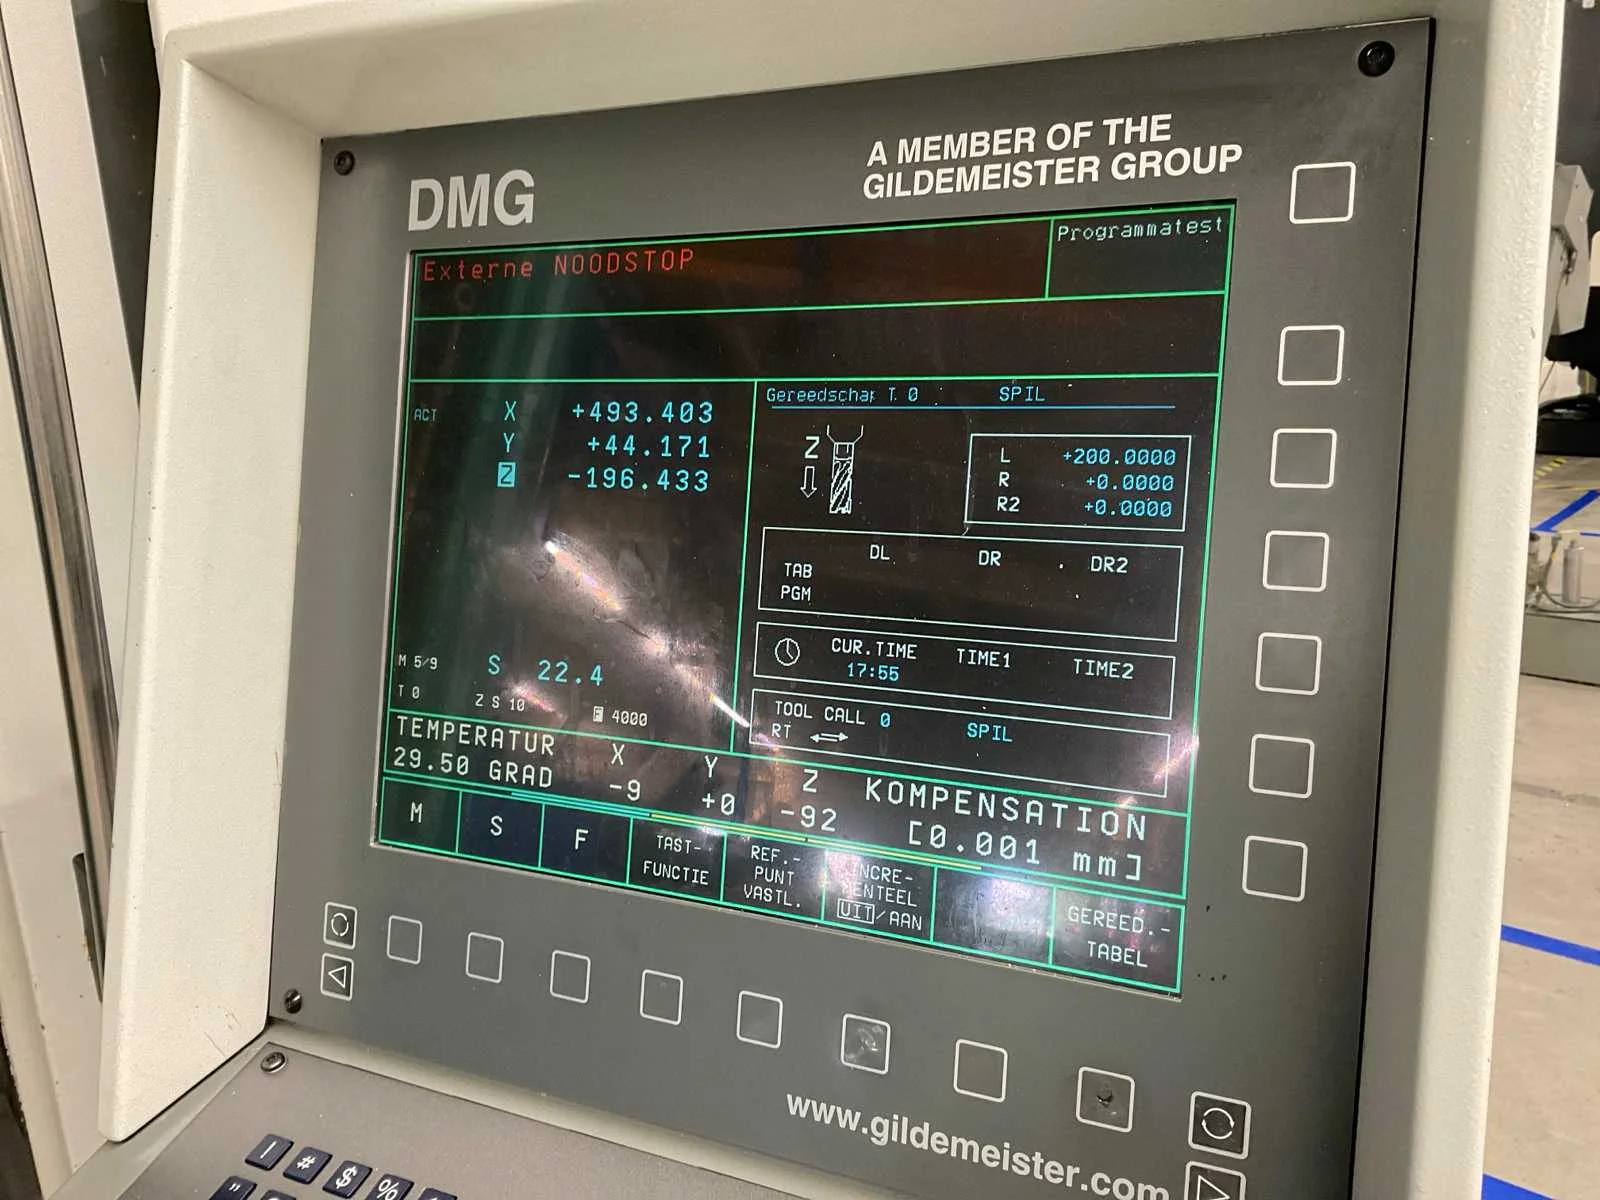 A MEMBER OF THE
GILDEMEISTER GROUP
DMG
Externe NOODSTOP
Programmatest
ACT X +493.403
Y +44.171
Z -196.433
M 5/9 S 22.4
T 0 Z S 10 F 4000
Gereedschap T 0 SPIL
Z
L +200.0000
R +0.0000
R2 +0.0000
DL DR DR2
TAB
PGM
CUR.TIME TIME1 TIME2
17:55
TOOL CALL 0 SPIL
RT
TEMPERATUR X Y Z KOMPENSATION
29.50 GRAD -9 +0 -92 [0.001 mm]
M
S
F
TAST-
FUNCTIE
REF.-
PUNT
VASTL.
INCRE-
MENTEEL
UIT/AAN
GEREED.-
TABEL
www.gildemeister.com
| # $ %
"